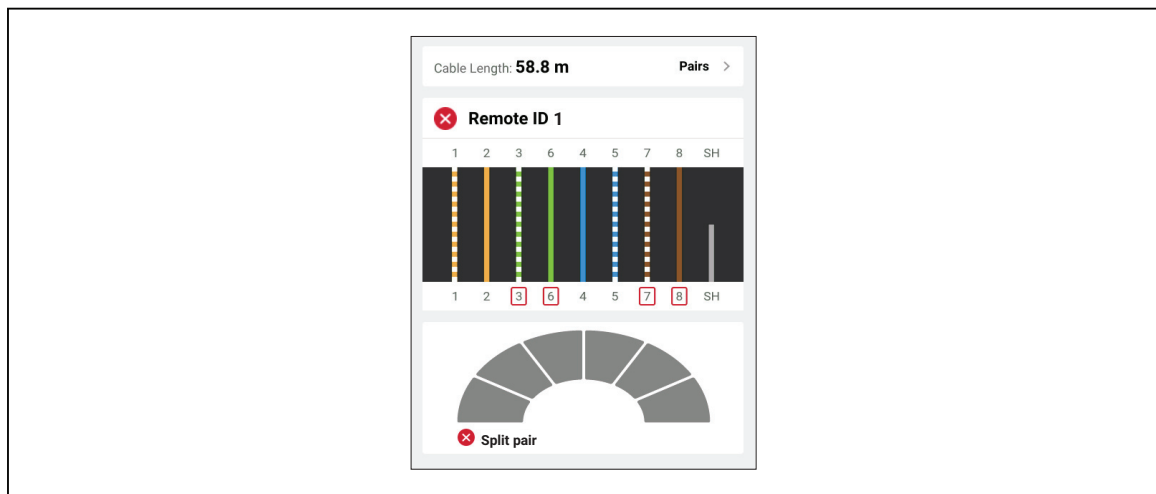 Cable Length: 58.8 m Pairs >
Remote ID 1
1 2 3 6 4 5 7 8 SH
1 2 3 6 4 5 7 8 SH
Split pair